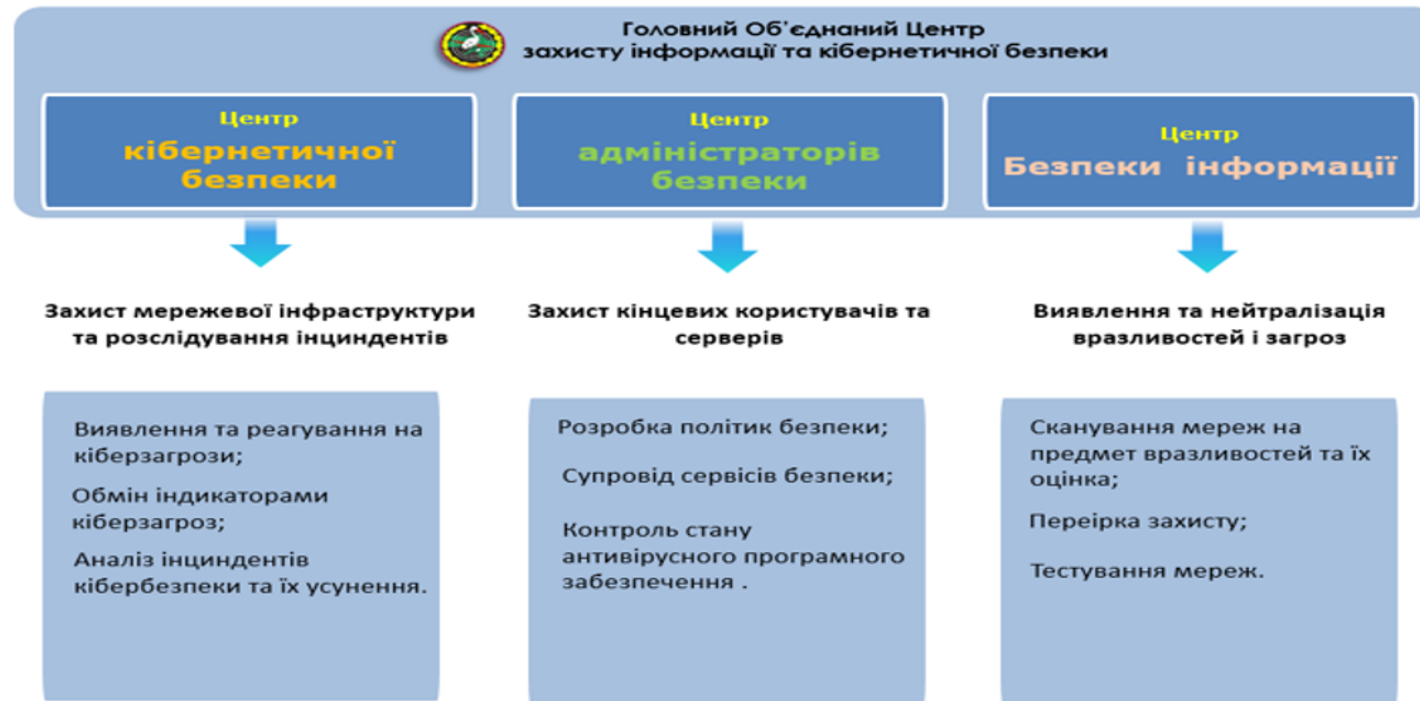 Головний Об'єднаний Центр
захисту інформації та кібернетичної безпеки
Центр
кібернетичної
безпеки
Центр
адміністраторів
безпеки
Центр
Безпеки інформації
Захист мережевої інфраструктури
та розслідування інцидентів
Захист кінцевих користувачів та
серверів
Виявлення та нейтралізація
вразливостей і загроз
Виявлення та реагування на
кіберзагрози;
Обмін індикаторами
кіберзагроз;
Аналіз інцидентів
кібербезпеки та їх усунення.
Розробка політик безпеки;
Супровід сервісів безпеки;
Контроль стану
антивірусного програмного
забезпечення .
Сканування мереж на
предмет вразливостей та їх
оцінка;
Переірка захисту;
Тестування мереж.